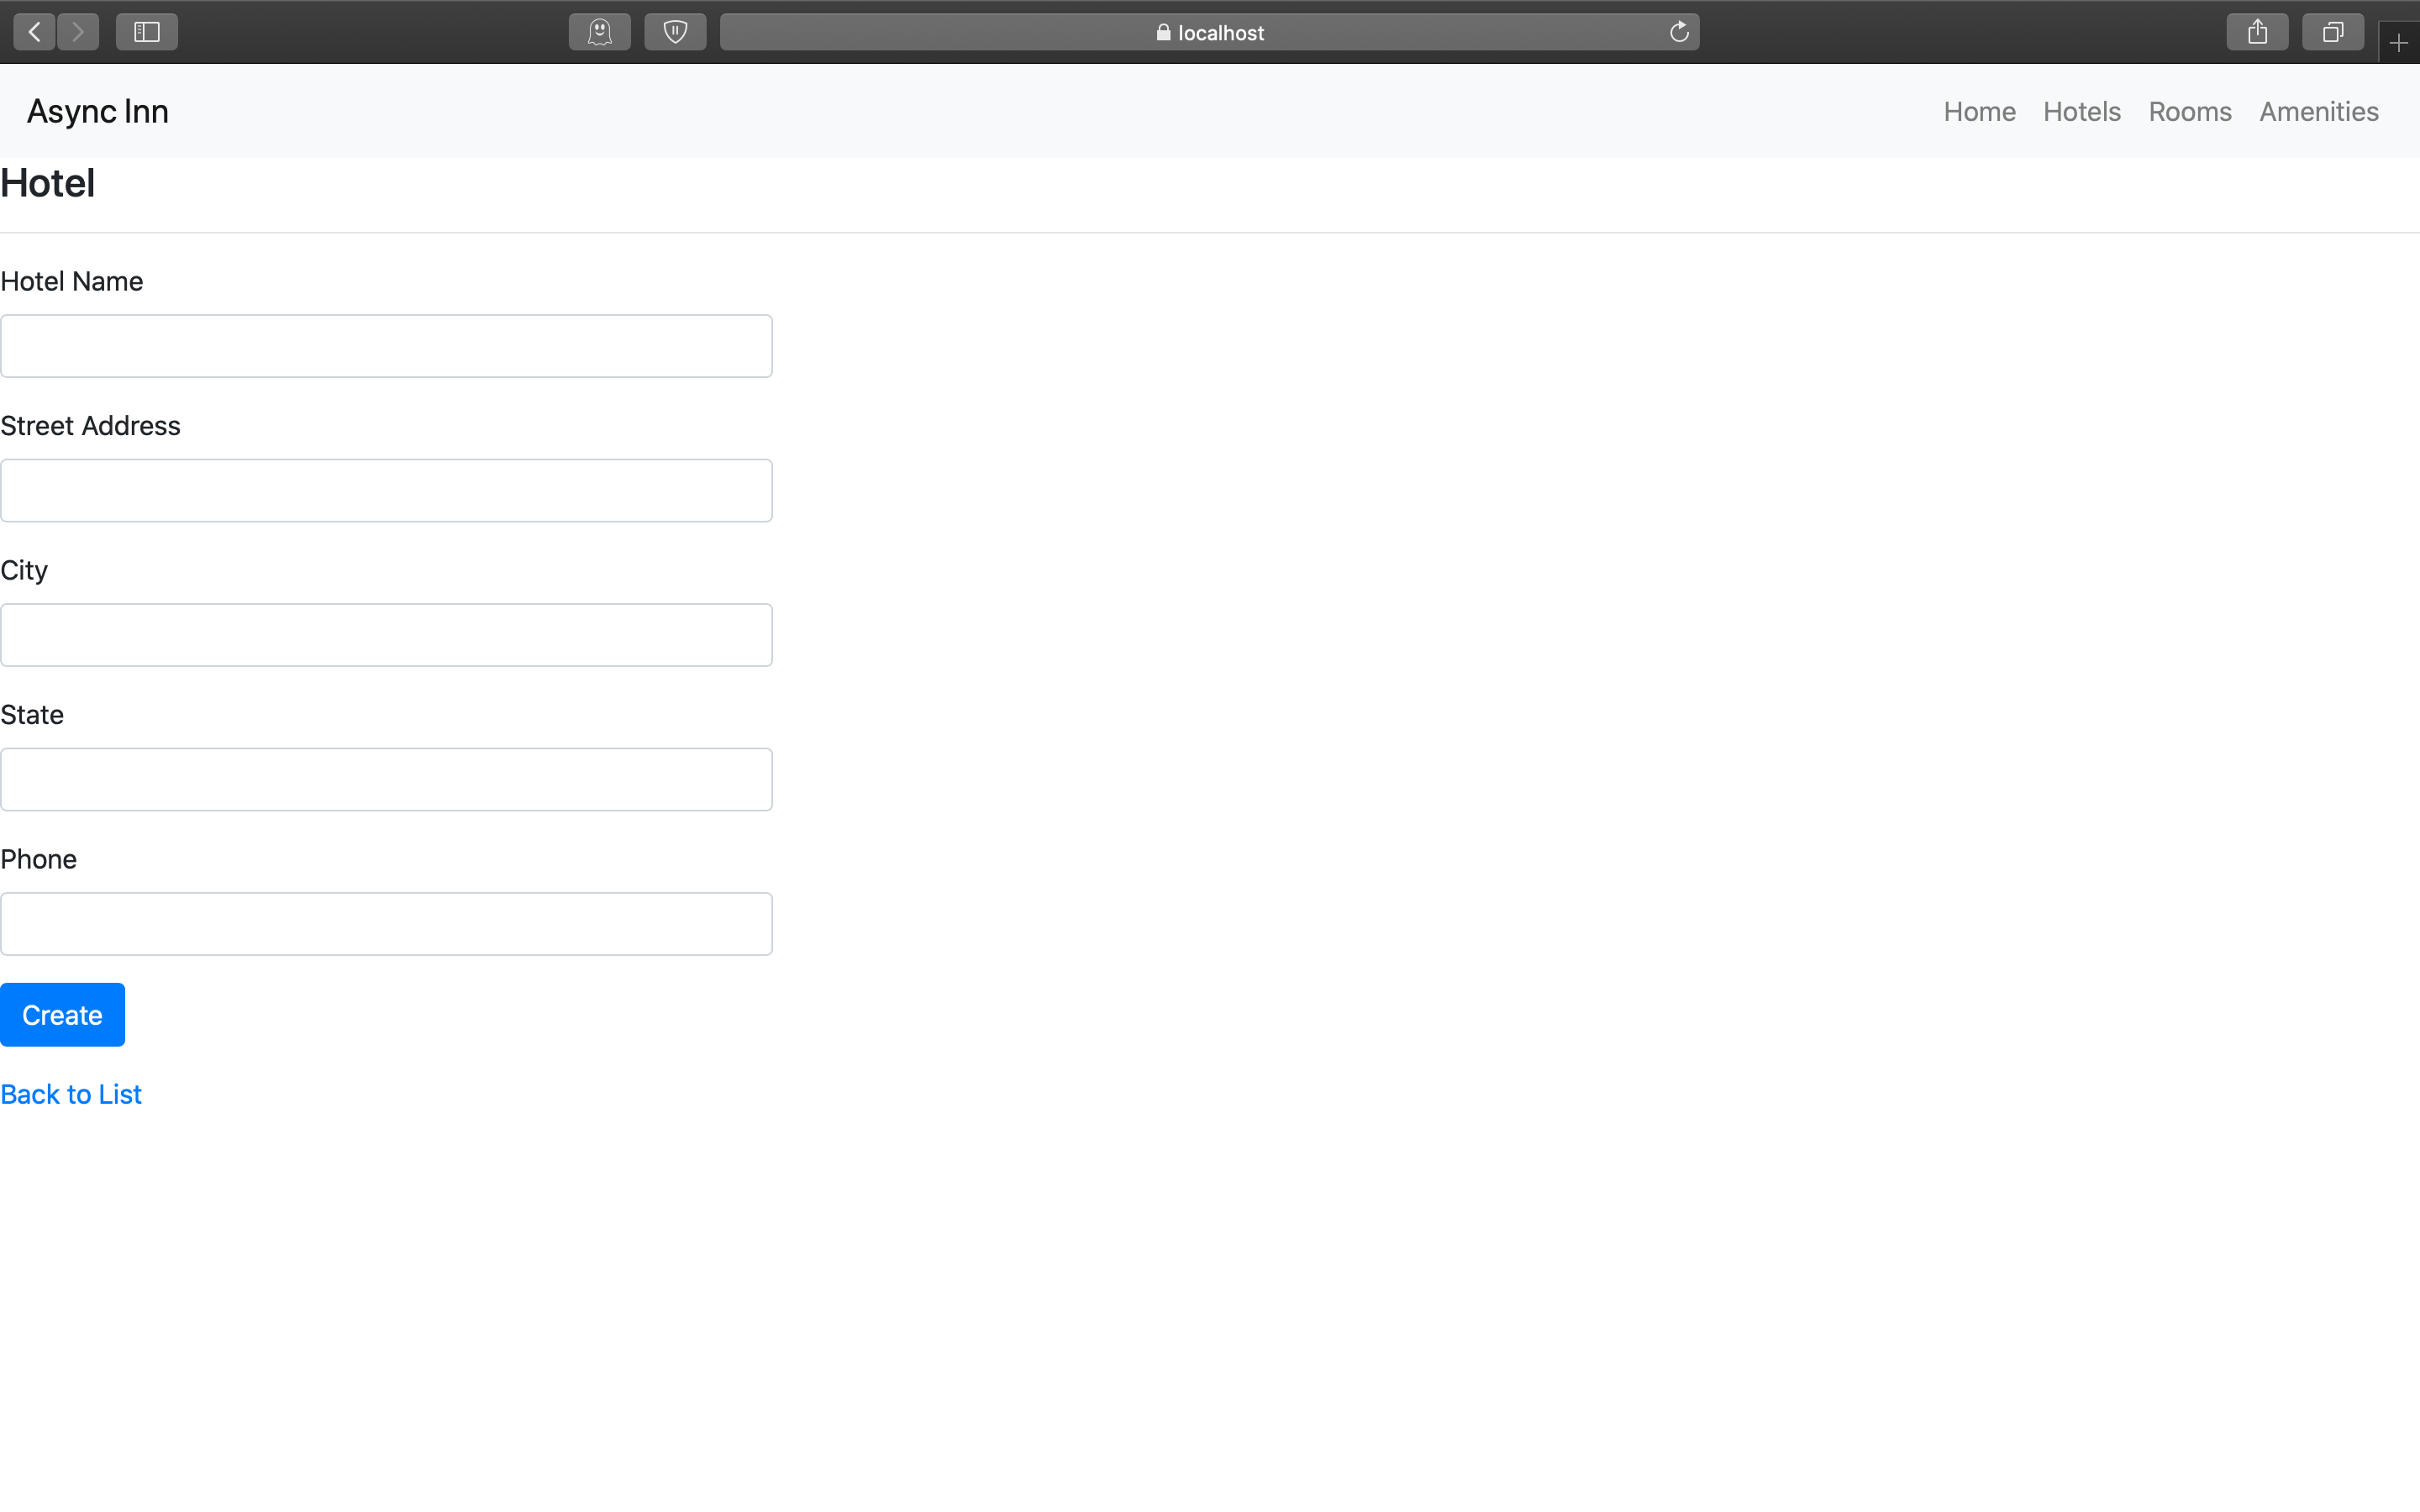 localhost
Async Inn
Home Hotels Rooms Amenities
Hotel
Hotel Name
Street Address
City
State
Phone
Create
Back to List